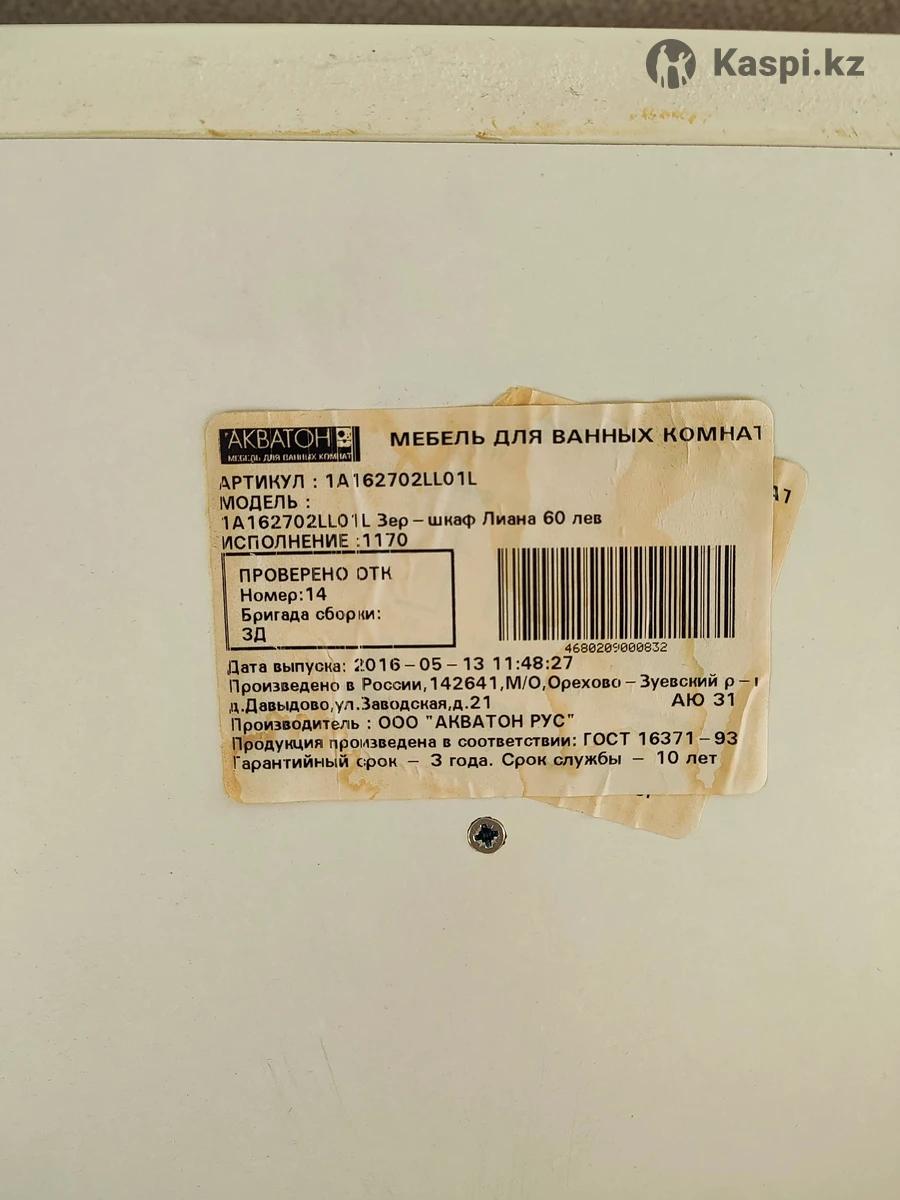 Kaspi.kz
АКВАТОН
МЕБЕЛЬ ДЛЯ ВАННЫХ КОМНАТ
МЕБЕЛЬ ДЛЯ ВАННЫХ КОМНАТ
АРТИКУЛ : 1A162702LL01L
МОДЕЛЬ :
1A162702LL01L Зер-шкаф Лиана 60 лев
ИСПОЛНЕНИЕ :1170
ПРОВЕРЕНО ОТК
Номер:14
Бригада сборки:
ЗД
4680209000832
Дата выпуска: 2016-05-13 11:48:27
Произведено в России,142641,М/О,Орехово-Зуевский р-
д.Давыдово,ул.Заводская,д.21 АЮ 31
Производитель : ООО "АКВАТОН РУС"
Продукция произведена в соответствии: ГОСТ 16371-93
Гарантийный срок - 3 года. Срок службы - 10 лет